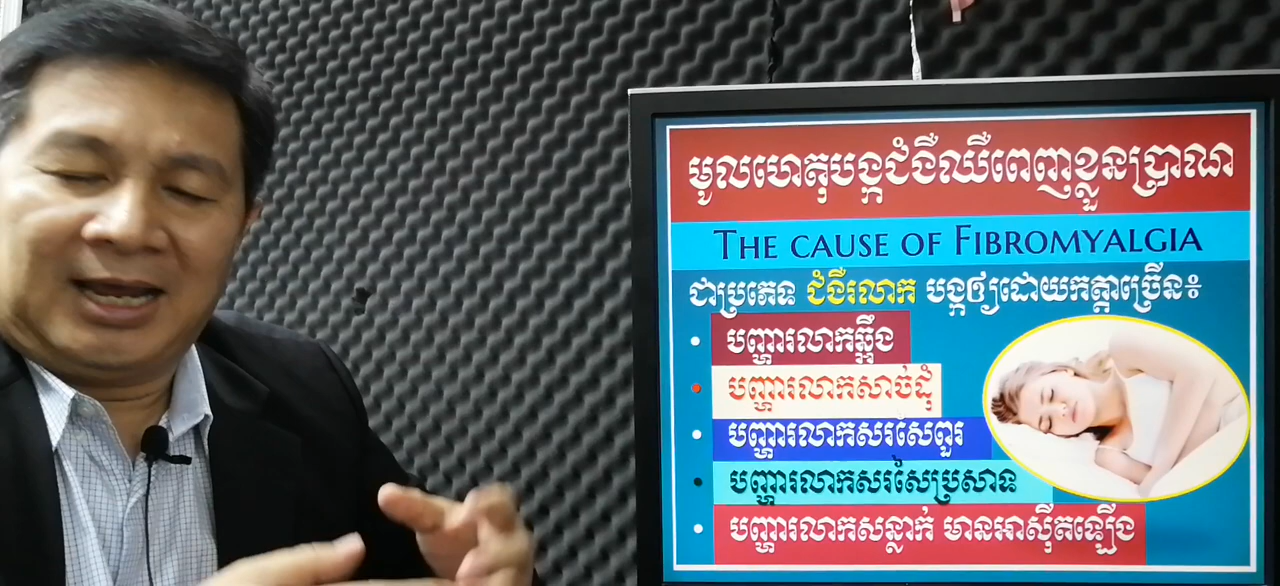 មូលហេតុបង្កជំងឺឈឺពេញខ្លួនប្រាណ
THE CAUSE OF FIBROMYALGIA
ជាប្រភេទ ជំងឺរលាក បង្កឲ្យដោយកត្តាច្រើន៖
• បញ្ហារលាកឆ្អឹង
• បញ្ហារលាកសាច់ដុំ
• បញ្ហារលាកសរសៃពួរ
• បញ្ហារលាកសរសៃប្រសាទ
• បញ្ហារលាកសន្លាក់ មានអាស៊ីតឡើង